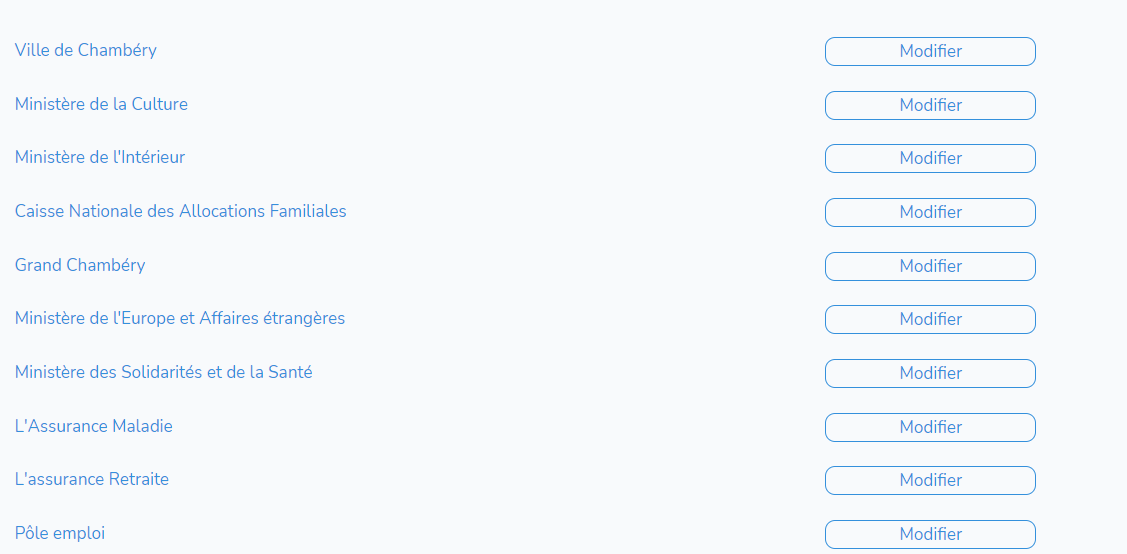 Ville de Chambéry Modifier
Ministère de la Culture Modifier
Ministère de l'Intérieur Modifier
Caisse Nationale des Allocations Familiales Modifier
Grand Chambéry Modifier
Ministère de l'Europe et Affaires étrangères Modifier
Ministère des Solidarités et de la Santé Modifier
L'Assurance Maladie Modifier
L'assurance Retraite Modifier
Pôle emploi Modifier